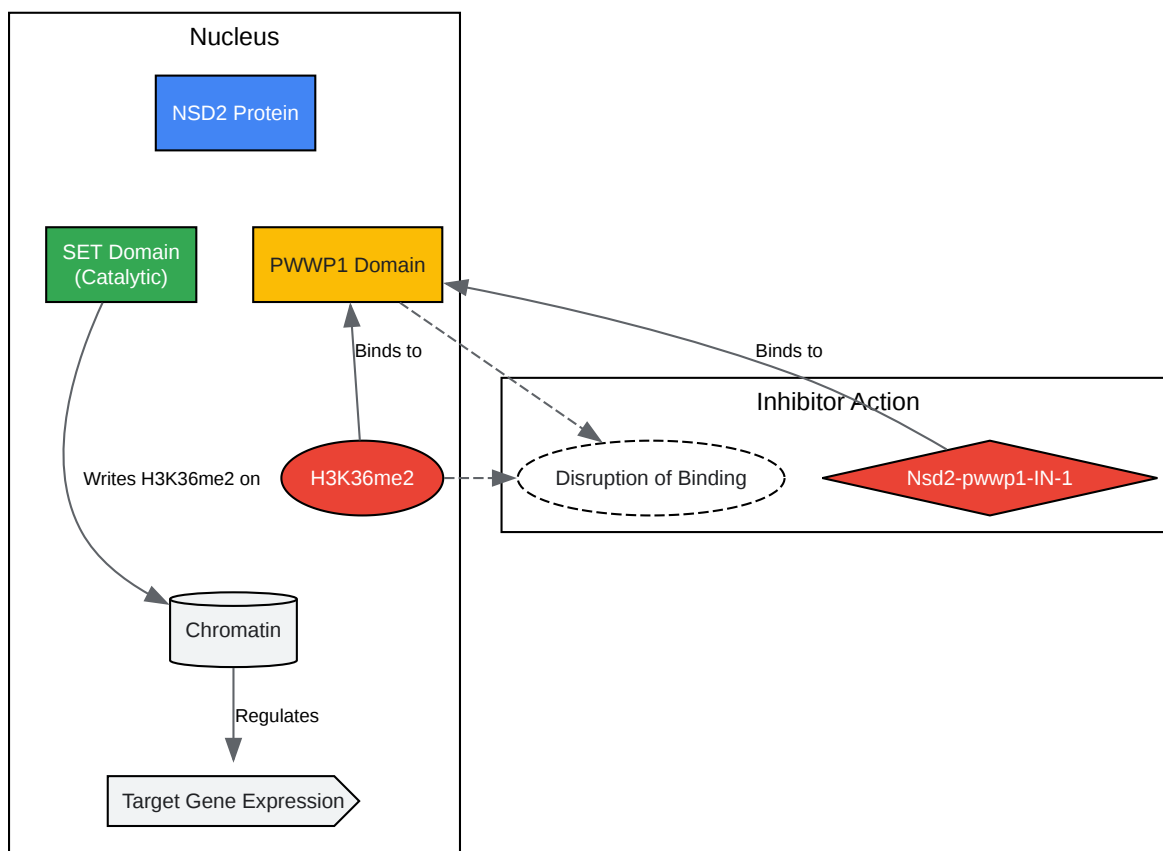 Nucleus
NSD2 Protein
SET Domain
(Catalytic)
PWWP1 Domain
Binds to
Binds to
Inhibitor Action
Writes H3K36me2 on
H3K36me2
Disruption of Binding
Nsd2-pwwp1-IN-1
Chromatin
Regulates
Target Gene Expression